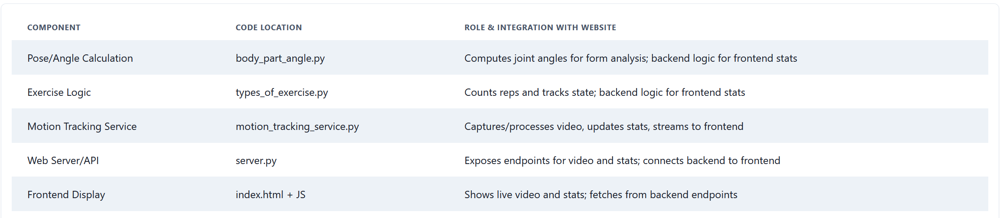 COMPONENT CODE LOCATION ROLE & INTEGRATION WITH WEBSITE
Pose/Angle Calculation body_part_angle.py Computes joint angles for form analysis; backend logic for frontend stats
Exercise Logic types_of_exercise.py Counts reps and tracks state; backend logic for frontend stats
Motion Tracking Service motion_tracking_service.py Captures/processes video, updates stats, streams to frontend
Web Server/API server.py Exposes endpoints for video and stats; connects backend to frontend
Frontend Display index.html + JS Shows live video and stats; fetches from backend endpoints